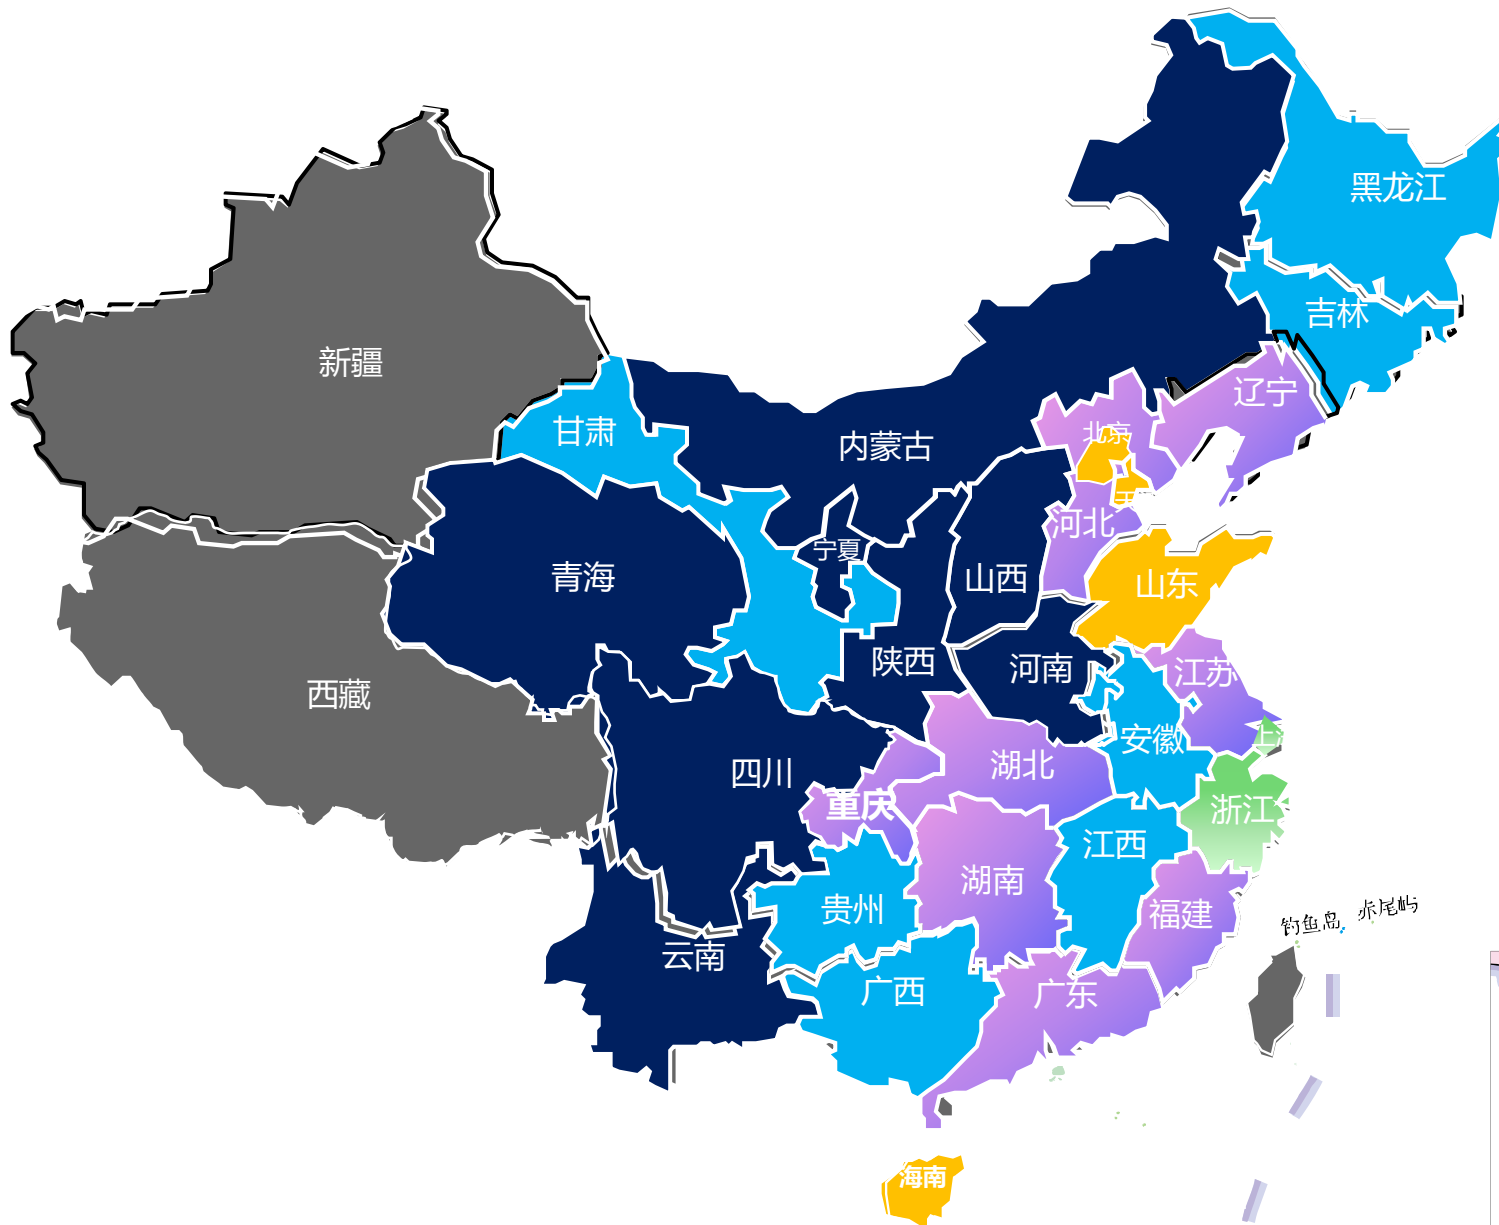 黑龙江
吉林
新疆
辽宁
甘肃
北京
内蒙古
天
河北
宁夏
青海
山西
山东
陕西
河南
江苏
西藏
安徽
上海
湖北
四川
重庆
浙江
江西
湖南
贵州
福建
钓鱼岛 赤尾屿
云南
广西
广东
海南